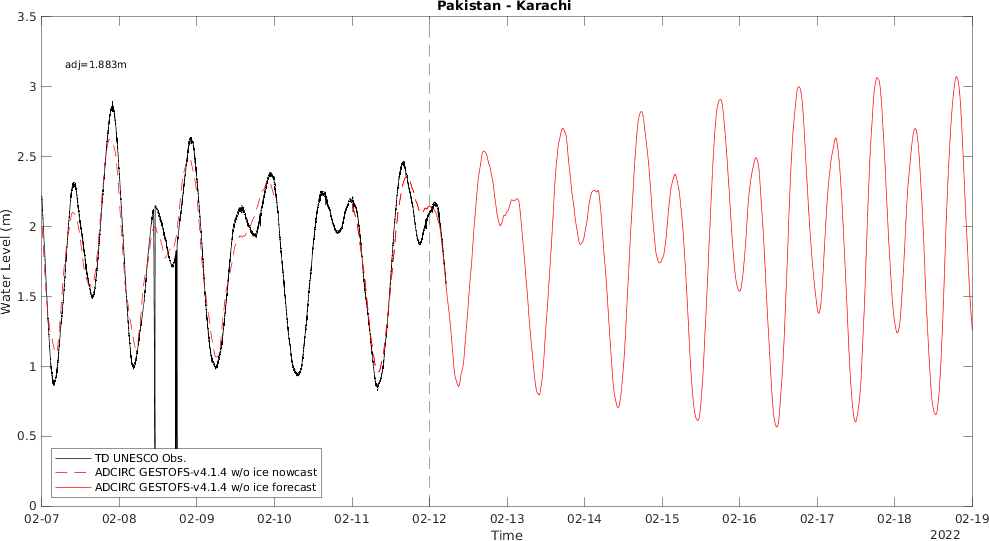 Pakistan - Karachi
adj=1.883m
3.5
3
2.5
2
1.5
1
0.5
0
Water Level (m)
TD UNESCO Obs.
ADCIRC GESTOFS-v4.1.4 w/o ice nowcast
ADCIRC GESTOFS-v4.1.4 w/o ice forecast
02-07 02-08 02-09 02-10 02-11 02-12 02-13 02-14 02-15 02-16 02-17 02-18 02-19
Time
2022